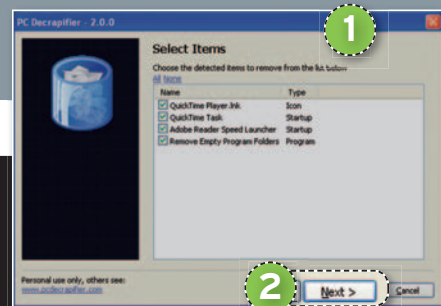 PC Decrapifier - 2.0.0
1
Select Items
Choose the detected items to remove from the list below
All None
Name Type
QuickTime Player.lnk Icon
QuickTime Task Startup
Adobe Reader Speed Launcher Startup
Remove Empty Program Folders Program
Personal use only, others see:
www.pcdecrapifier.com
2
Next >
Cancel